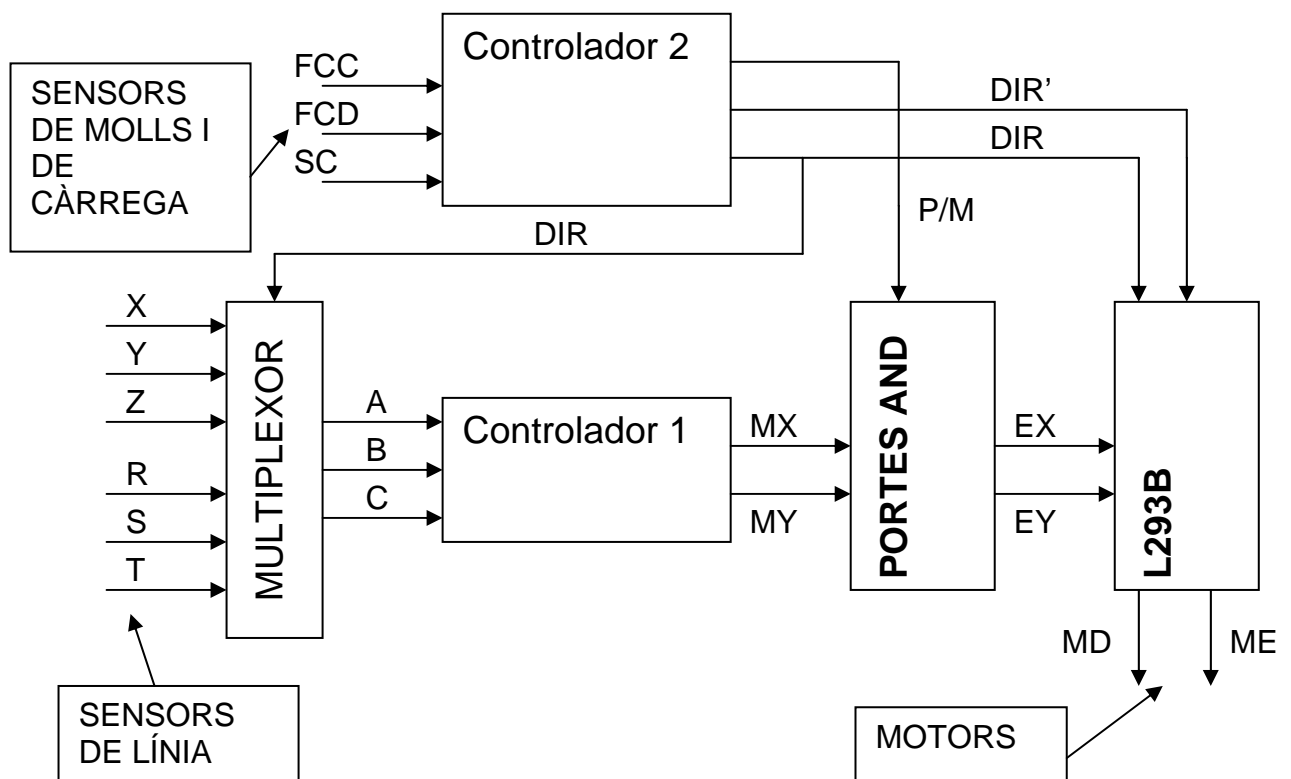 Controlador 2
SENSORS
DE MOLLS I
DE
CÀRREGA
FCC
FCD
SC
DIR’
DIR
P/M
DIR
X
Y
Z
R
S
T
MULTIPLEXOR
A
B
C
Controlador 1
MX
MY
PORTES AND
EX
EY
L293B
MD
ME
SENSORS
DE LÍNIA
MOTORS